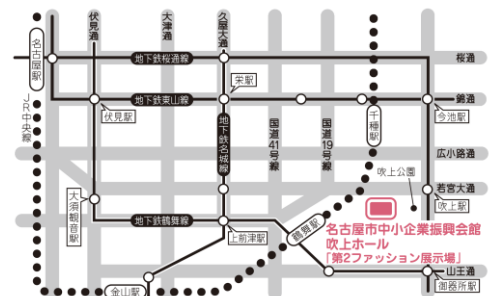 伏見通
大津通
久屋大通
名古屋駅
地下鉄桜通線
桜通
栄駅
地下鉄東山線
錦通
伏見駅
今池駅
JR中央線
地下鉄名城線
国道41号線
国道19号線
千種駅
広小路通
吹上公園
若宮大通
大須観音駅
吹上駅
地下鉄鶴舞線
上前津駅
鶴舞駅
名古屋市中小企業振興会館
吹上ホール
「第2ファッション展示場」
山王通
金山駅
御器所駅